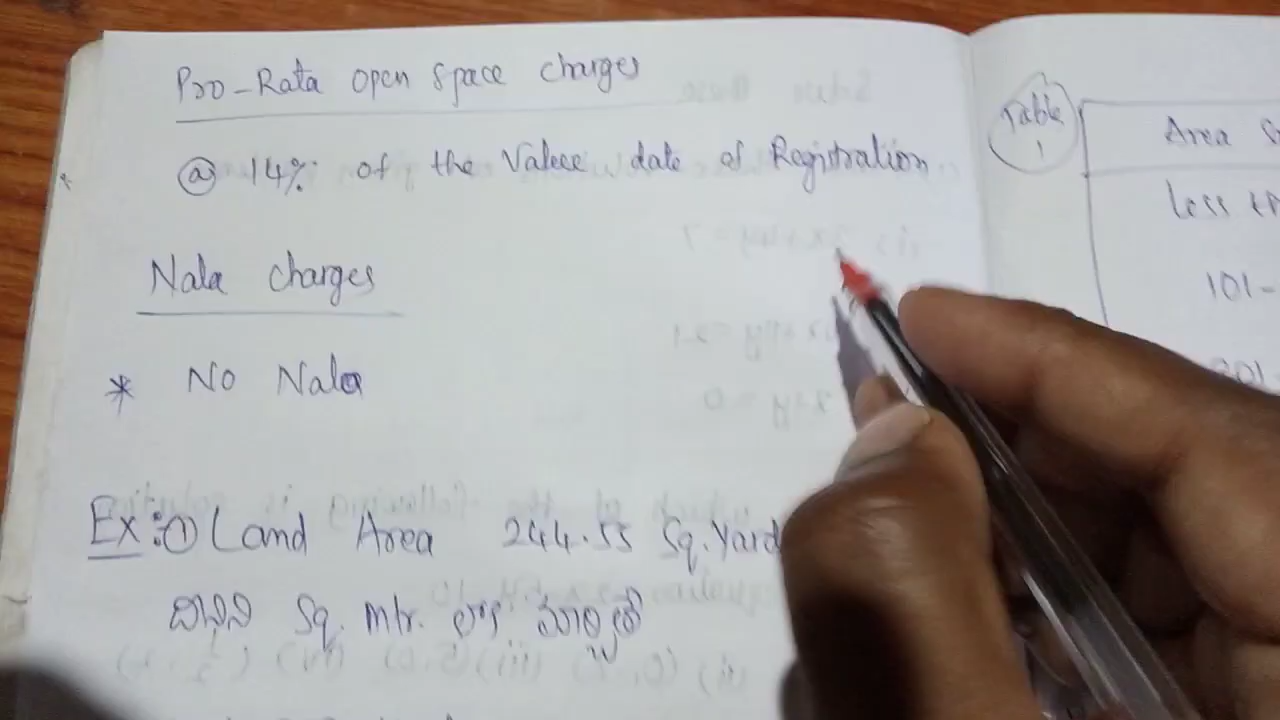 Pro-Rata open space charges
@ 14% of the Value date of Registration.
Nala charges
* No Nala
Ex:① Land Area 244.55 Sq.Yard
దీనిని Sq. mtr. లోకి మార్చితే
Table 1
Area
less
101-